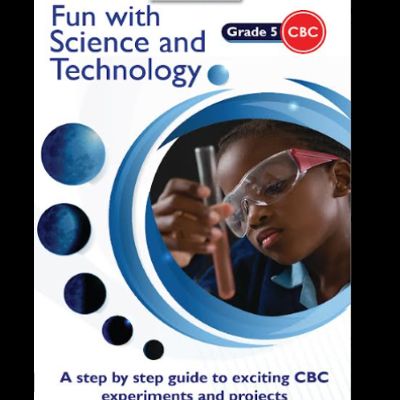 Fun with
Science and
Technology
Grade 5 CBC
A step by step guide to exciting CBC
experiments and projects